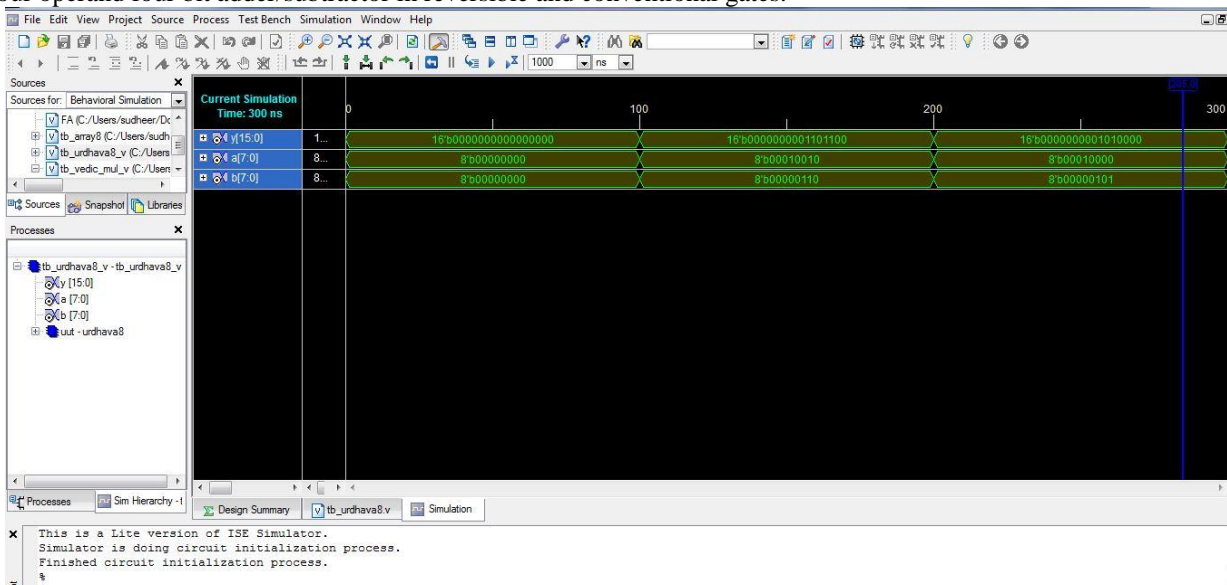 our operand four bit adder/subtractor in reversible and conventional gates.
File Edit View Project Source Process Test Bench Simulation Window Help
1000 ns
Sources
Sources for: Behavioral Simulation
FA (C:/Users/sudheer/Dc
tb_array8 (C:/Users/sudh
tb_urdhava8_v (C:/Users
tb_vedic_mul_v (C:/Users
Sources Snapshot Libraries
Processes
tb_urdhava8_v - tb_urdhava8_v
y [15:0]
a [7:0]
b [7:0]
uut - urdhava8
Processes Sim Hierarchy - t
Current Simulation
Time: 300 ns
0 100 200 300
y[15:0] 1... 16'b0000000000000000 16'b0000000001101100 16'b0000000001010000
a[7:0] 8... 8'b00000000 8'b00010010 8'b00010000
b[7:0] 8... 8'b00000000 8'b00000110 8'b00000101
Design Summary tb_urdhava8.v Simulation
This is a Lite version of ISE Simulator.
Simulator is doing circuit initialization process.
Finished circuit initialization process.
%